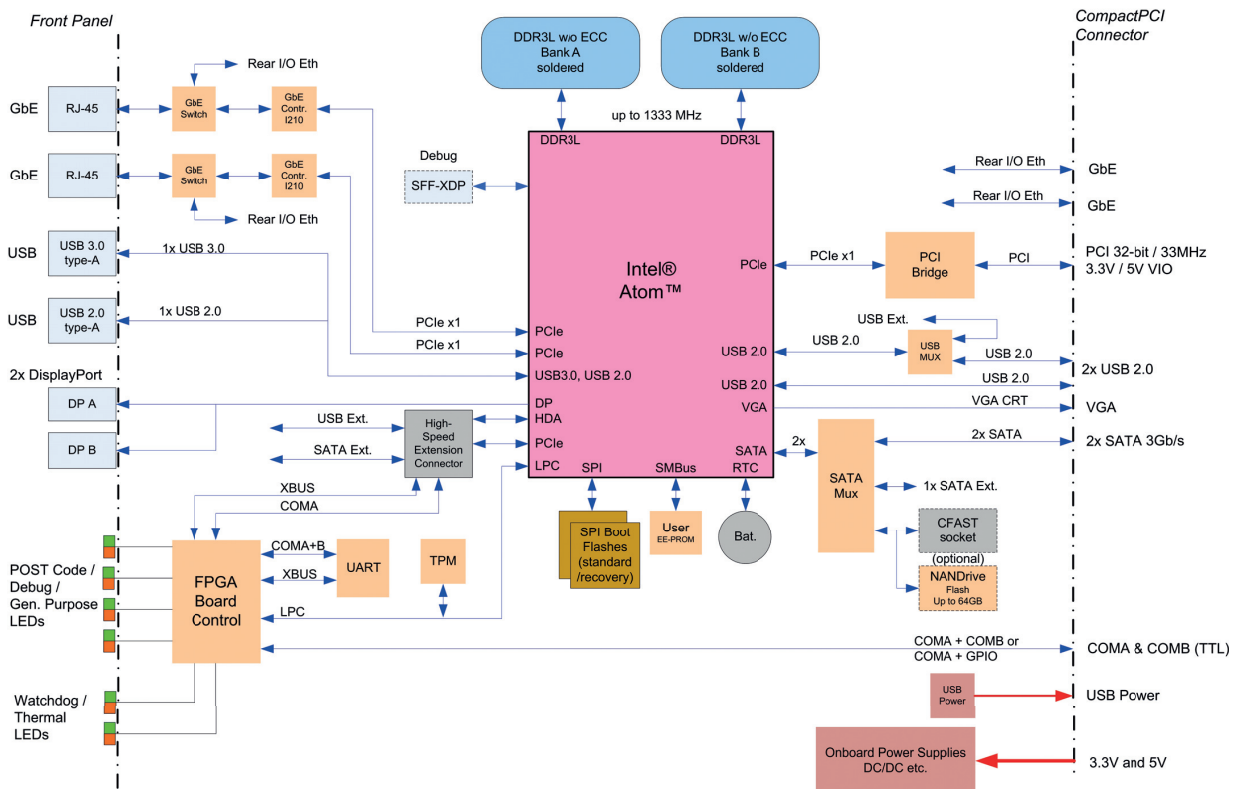 Front Panel
CompactPCI
Connector
DDR3L w/o ECC
Bank A
soldered
DDR3L w/o ECC
Bank B
soldered
up to 1333 MHz
DDR3L
DDR3L
Rear I/O Eth
GbE
RJ-45
GbE
Switch
GbE
Contr.
I210
GbE
RJ-45
GbE
Switch
GbE
Contr.
I210
Rear I/O Eth
Debug
SFF-XDP
Rear I/O Eth
GbE
Rear I/O Eth
GbE
USB
USB 3.0
type-A
1x USB 3.0
USB
USB 2.0
type-A
1x USB 2.0
Intel®
Atom™
PCIe
PCIe x1
PCI
Bridge
PCI
PCI 32-bit / 33MHz
3.3V / 5V VIO
PCIe x1
PCIe
PCIe x1
PCIe
USB3.0, USB 2.0
USB Ext.
USB 2.0
USB 2.0
USB
MUX
USB 2.0
2x USB 2.0
USB 2.0
USB 2.0
2x DisplayPort
DP A
DP B
DP
HDA
PCIe
LPC
VGA
VGA CRT
VGA
USB Ext.
SATA Ext.
High-
Speed
Extension
Connector
SATA
2x
SATA
Mux
2x SATA
2x SATA 3Gb/s
1x SATA Ext.
SPI
SMBus
RTC
SPI Boot
Flashes
(standard
/recovery)
User
EE-PROM
Bat.
CFAST
socket
(optional)
NANDrive
Flash
Up to 64GB
XBUS
COMA
POST Code /
Debug /
Gen. Purpose
LEDs
FPGA
Board
Control
COMA+B
XBUS
UART
TPM
LPC
COMA + COMB or
COMA + GPIO
COMA & COMB (TTL)
Watchdog /
Thermal
LEDs
USB
Power
USB Power
Onboard Power Supplies
DC/DC etc.
3.3V and 5V